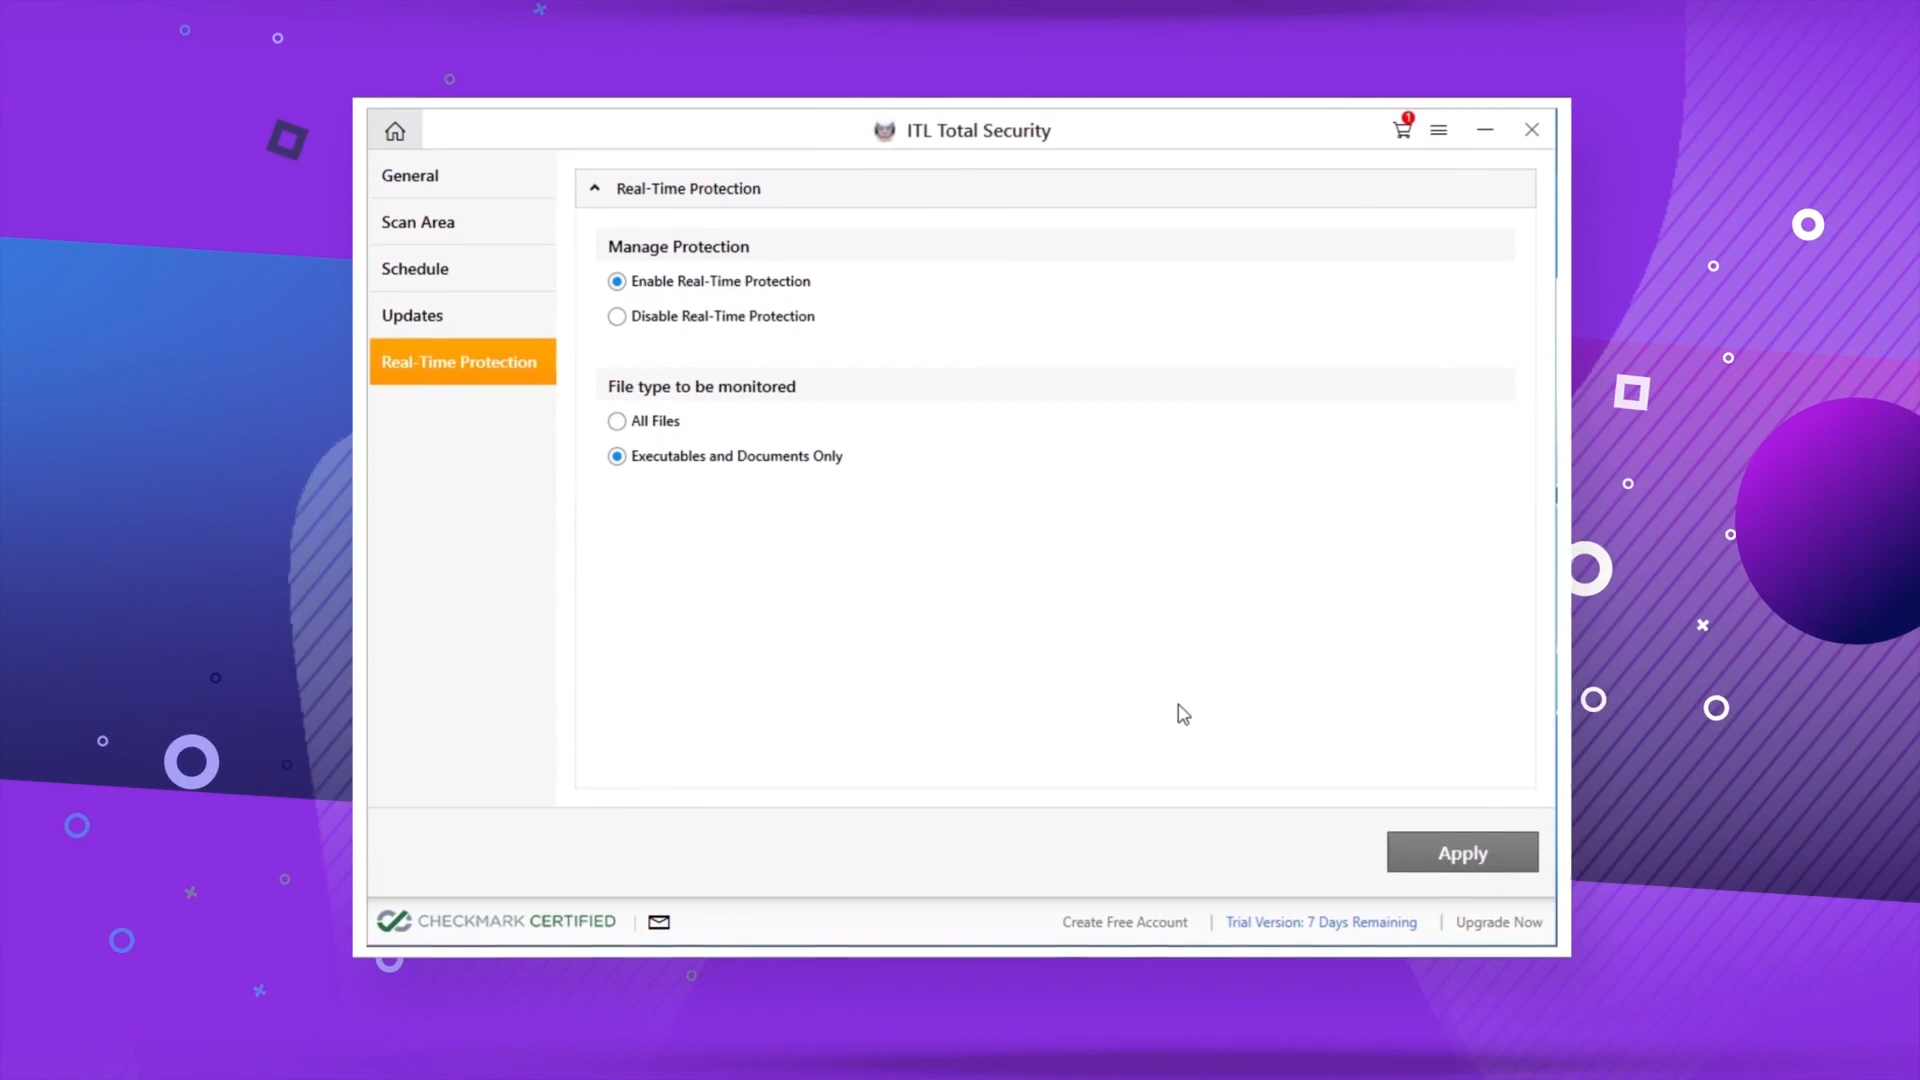 ITL Total Security
1
General
Scan Area
Schedule
Updates
Real-Time Protection
Real-Time Protection
Manage Protection
Enable Real-Time Protection
Disable Real-Time Protection
File type to be monitored
All Files
Executables and Documents Only
Apply
CHECKMARK CERTIFIED
Create Free Account | Trial Version: 7 Days Remaining | Upgrade Now